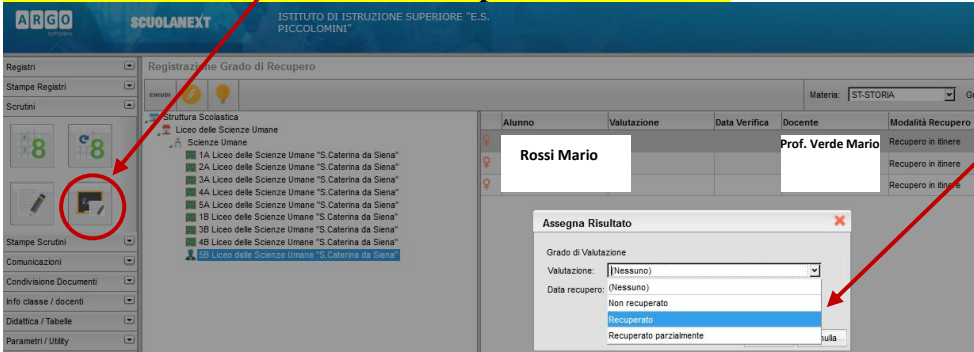 ARGO
software
SCUOLANEXT
ISTITUTO DI ISTRUZIONE SUPERIORE "E.S.
PICCOLOMINI"
Registri
Stampe Registri
Scrutini
8
8
Stampe Scrutini
Comunicazioni
Condivisione Documenti
Info classe / docenti
Didattica / Tabelle
Parametri / Utility
Registrazione Grado di Recupero
CHIUDI
Materia: ST-STORIA
Struttura Scolastica
Liceo delle Scienze Umane
Scienze Umane
1A Liceo delle Scienze Umane "S.Caterina da Siena"
2A Liceo delle Scienze Umane "S.Caterina da Siena"
3A Liceo delle Scienze Umane "S.Caterina da Siena"
4A Liceo delle Scienze Umane "S.Caterina da Siena"
5A Liceo delle Scienze Umane "S.Caterina da Siena"
1B Liceo delle Scienze Umane "S.Caterina da Siena"
3B Liceo delle Scienze Umane "S.Caterina da Siena"
4B Liceo delle Scienze Umane "S.Caterina da Siena"
5B Liceo delle Scienze Umane "S.Caterina da Siena"
Alunno Valutazione Data Verifica Docente Modalità Recupero
Rossi Mario Prof. Verde Mario Recupero in itinere
Recupero in itinere
Recupero in itinere
Assegna Risultato
Grado di Valutazione
Valutazione: (Nessuno)
Data recupero: (Nessuno)
Non recuperato
Recuperato
Recuperato parzialmente